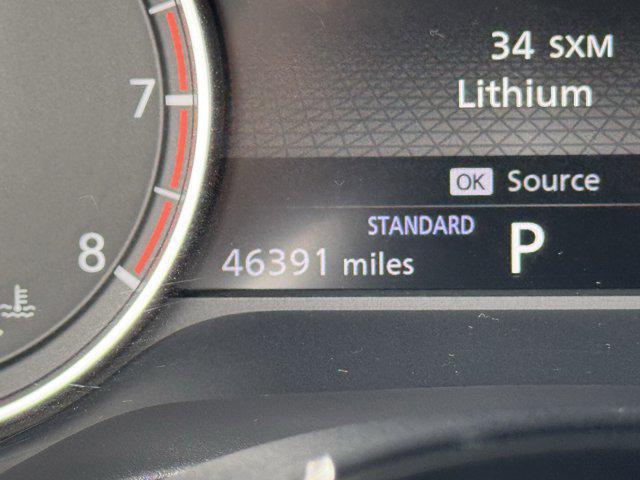 34 SXM
Lithium
7
OK Source
STANDARD
P
8
46391 miles